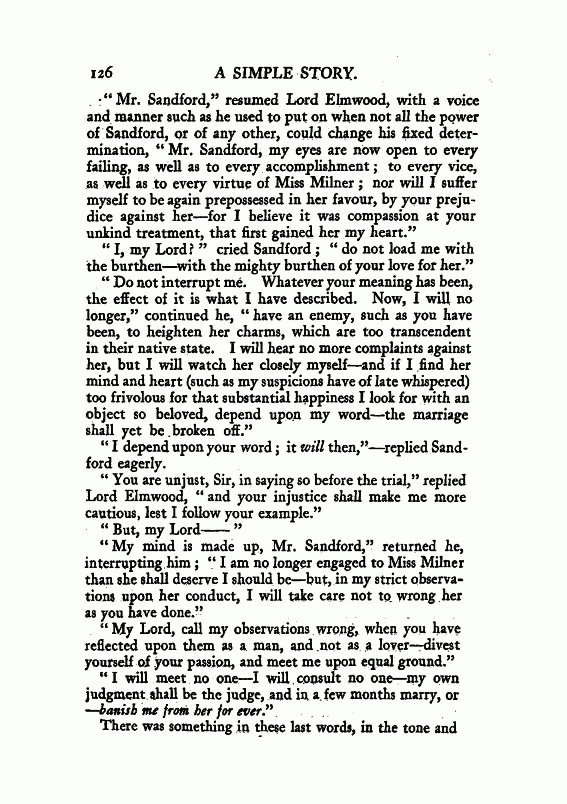 126 A SIMPLE STORY.
"Mr. Sandford," resumed Lord Elmwood, with a voice
and manner such as he used to put on when not all the power
of Sandford, or of any other, could change his fixed deter-
mination, "Mr. Sandford, my eyes are now open to every
failing, as well as to every accomplishment; to every vice,
as well as to every virtue of Miss Milner; nor will I suffer
myself to be again prepossessed in her favour, by your preju-
dice against her—for I believe it was compassion at your
unkind treatment, that first gained her my heart."
"I, my Lord?" cried Sandford; "do not load me with
the burthen—with the mighty burthen of your love for her."
"Do not interrupt me. Whatever your meaning has been,
the effect of it is what I have described. Now, I will no
longer," continued he, "have an enemy, such as you have
been, to heighten her charms, which are too transcendent
in their native state. I will hear no more complaints against
her, but I will watch her closely myself—and if I find her
mind and heart (such as my suspicions have of late whispered)
too frivolous for that substantial happiness I look for with an
object so beloved, depend upon my word—the marriage
shall yet be broken off."
"I depend upon your word; it will then,"—replied Sand-
ford eagerly.
"You are unjust, Sir, in saying so before the trial," replied
Lord Elmwood, "and your injustice shall make me more
cautious, lest I follow your example."
"But, my Lord—— "
"My mind is made up, Mr. Sandford," returned he,
interrupting him; "I am no longer engaged to Miss Milner
than she shall deserve I should be—but, in my strict observa-
tions upon her conduct, I will take care not to wrong her
as you have done."
"My Lord, call my observations wrong, when you have
reflected upon them as a man, and not as a lover—divest
yourself of your passion, and meet me upon equal ground."
"I will meet no one—I will consult no one—my own
judgment shall be the judge, and in a few months marry, or
—banish me from her for ever."
There was something in these last words, in the tone and